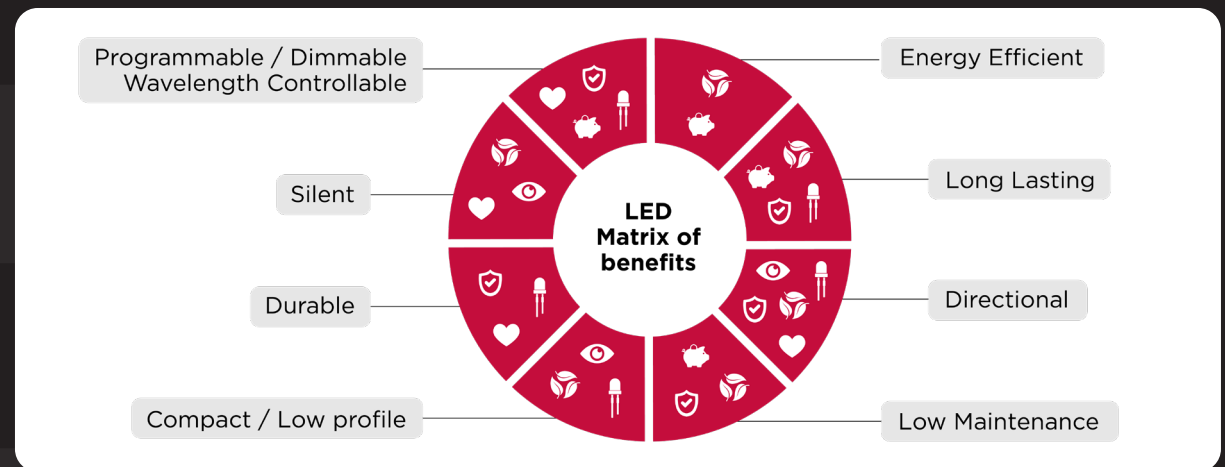 Programmable / Dimmable
Wavelength Controllable
Energy Efficient
Silent
Long Lasting
LED
Matrix of
benefits
Durable
Directional
Compact / Low profile
Low Maintenance